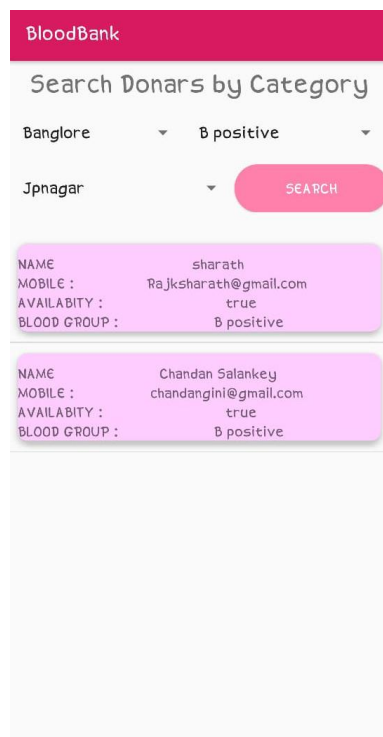 BloodBank
Search Donars by Category
Banglore B positive
Jpnagar SEARCH
NAME sharath
MOBILE : Rajksharath@gmail.com
AVAILABITY : true
BLOOD GROUP : B positive
NAME Chandan Salankey
MOBILE : chandangini@gmail.com
AVAILABITY : true
BLOOD GROUP : B positive